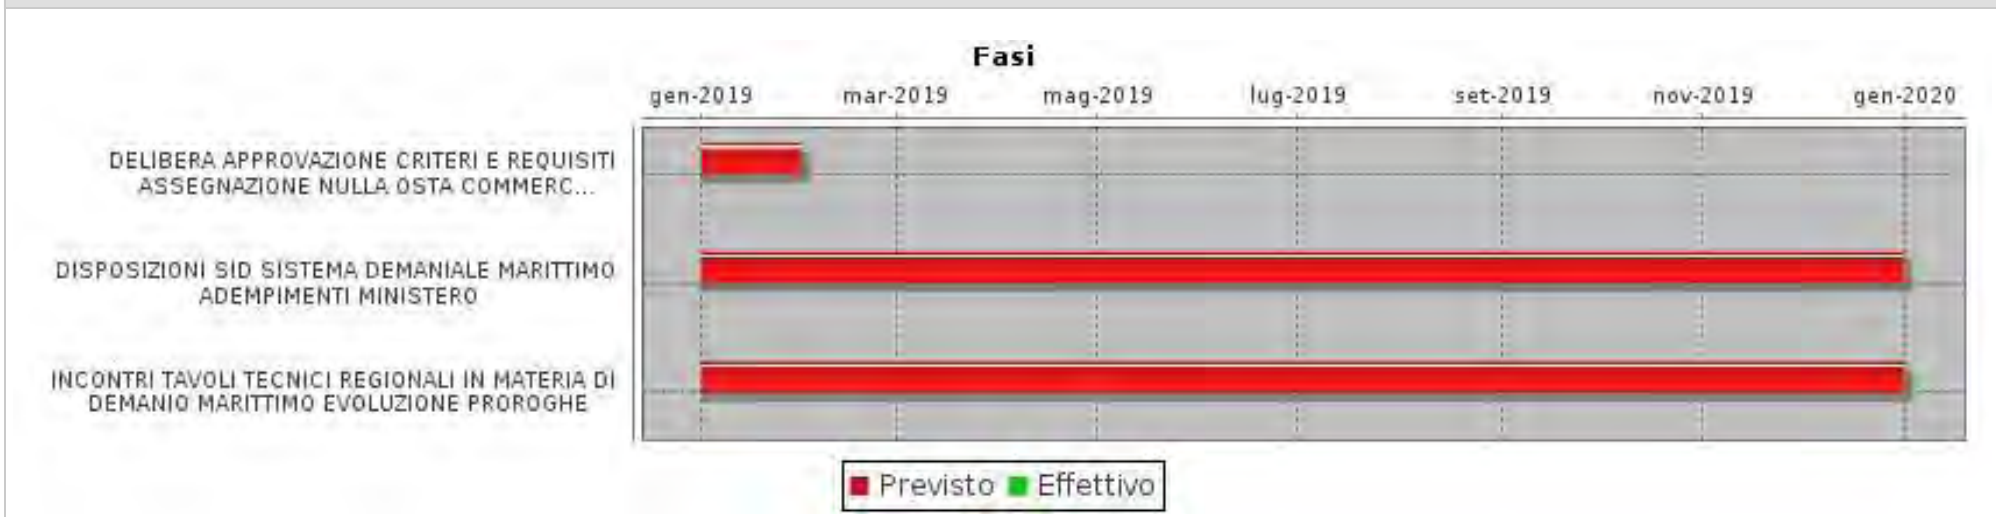 Fasi
gen-2019 mar-2019 mag-2019 lug-2019 set-2019 nov-2019 gen-2020
DELIBERA APPROVAZIONE CRITERI E REQUISITI
ASSEGNAZIONE NULLA OSTA COMMERC...
DISPOSIZIONI SID SISTEMA DEMANIALE MARITTIMO
ADEMPIMENTI MINISTERO
INCONTRI TAVOLI TECNICI REGIONALI IN MATERIA DI
DEMANIO MARITTIMO EVOLUZIONE PROROGHE
Previsto Effettivo